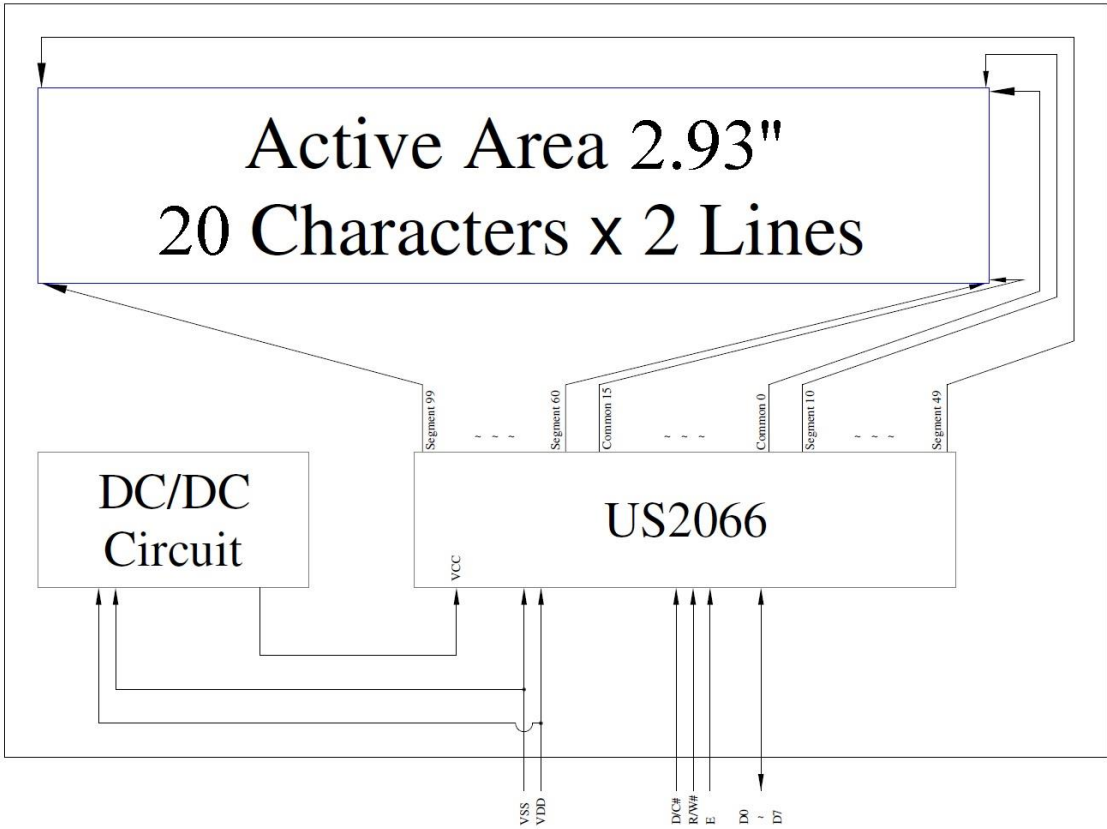 Active Area 2.93"
20 Characters x 2 Lines
Segment 99
~ ~ ~
Segment 60
Common 15
~ ~ ~
Common 0
Segment 10
~ ~ ~
Segment 49
DC/DC
Circuit
US2066
VCC
VSS
VDD
D/C#
R/W#
E
D0
~
D7